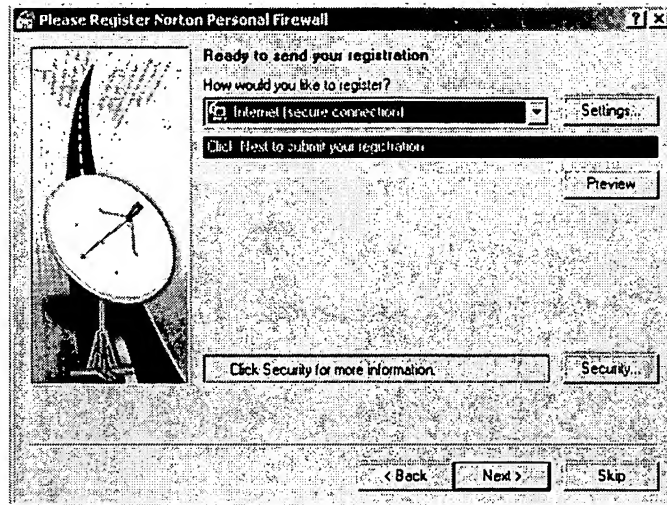 Please Register Norton Personal Firewall
Ready to send your registration
How would you like to register?
Internet (secure connection)
Settings...
Click Next to submit your registration
Preview
Click Security for more information.
Security...
< Back
Next >
Skip